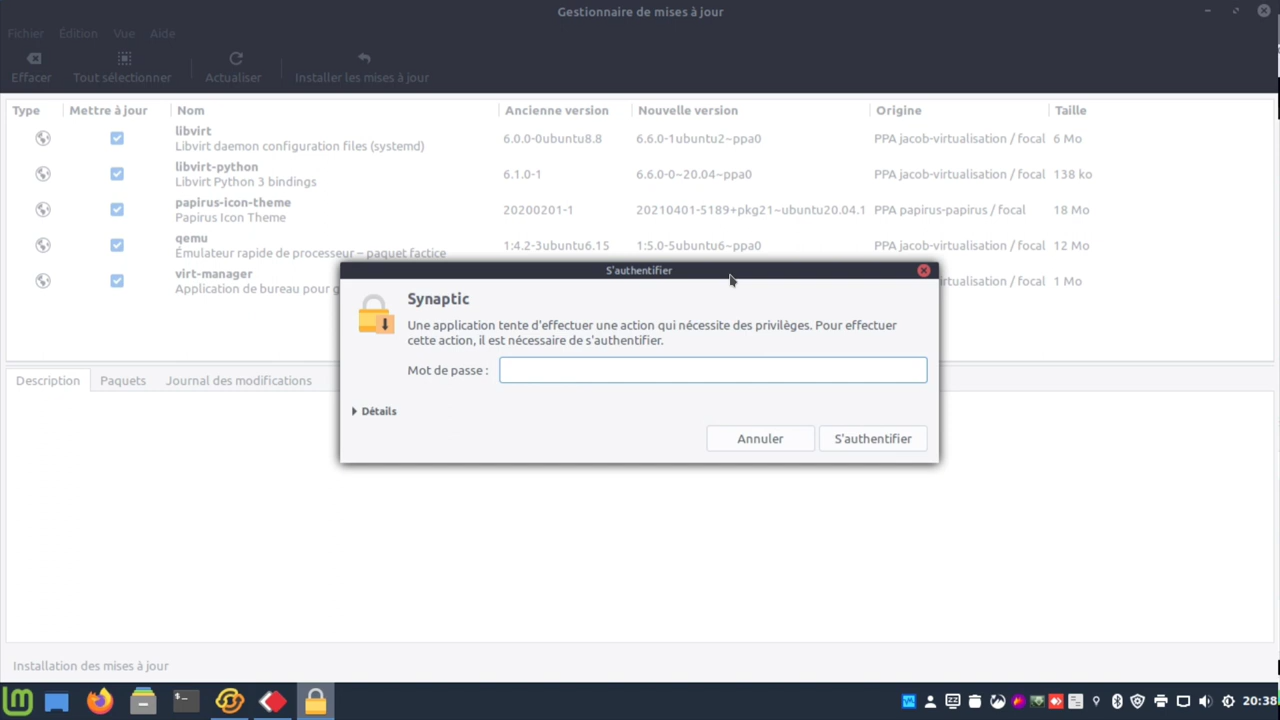 Gestionnaire de mises à jour
Fichier Édition Vue Aide
Effacer Tout sélectionner Actualiser Installer les mises à jour
Type Mettre à jour Nom Ancienne version Nouvelle version Origine Taille
libvirt
Libvirt daemon configuration files (systemd) 6.0.0-0ubuntu8.8 6.6.0-1ubuntu2~ppa0 PPA jacob-virtualisation / focal 6 Mo
libvirt-python
Libvirt Python 3 bindings 6.1.0-1 6.6.0-0~20.04~ppa0 PPA jacob-virtualisation / focal 138 ko
papirus-icon-theme
Papirus Icon Theme 20200201-1 20210401-5189+pkg21~ubuntu20.04.1 PPA papirus-papirus / focal 18 Mo
qemu
Émulateur rapide de processeur – paquet factice 1:4.2-3ubuntu6.15 1:5.0-5ubuntu6~ppa0 PPA jacob-virtualisation / focal 12 Mo
virt-manager
Application de bureau pour g rtualisation / focal 1 Mo
S'authentifier
Synaptic
Une application tente d'effectuer une action qui nécessite des privilèges. Pour effectuer
cette action, il est nécessaire de s'authentifier.
Mot de passe :
Détails
Annuler S'authentifier
Description Paquets Journal des modifications
Installation des mises à jour
20:38